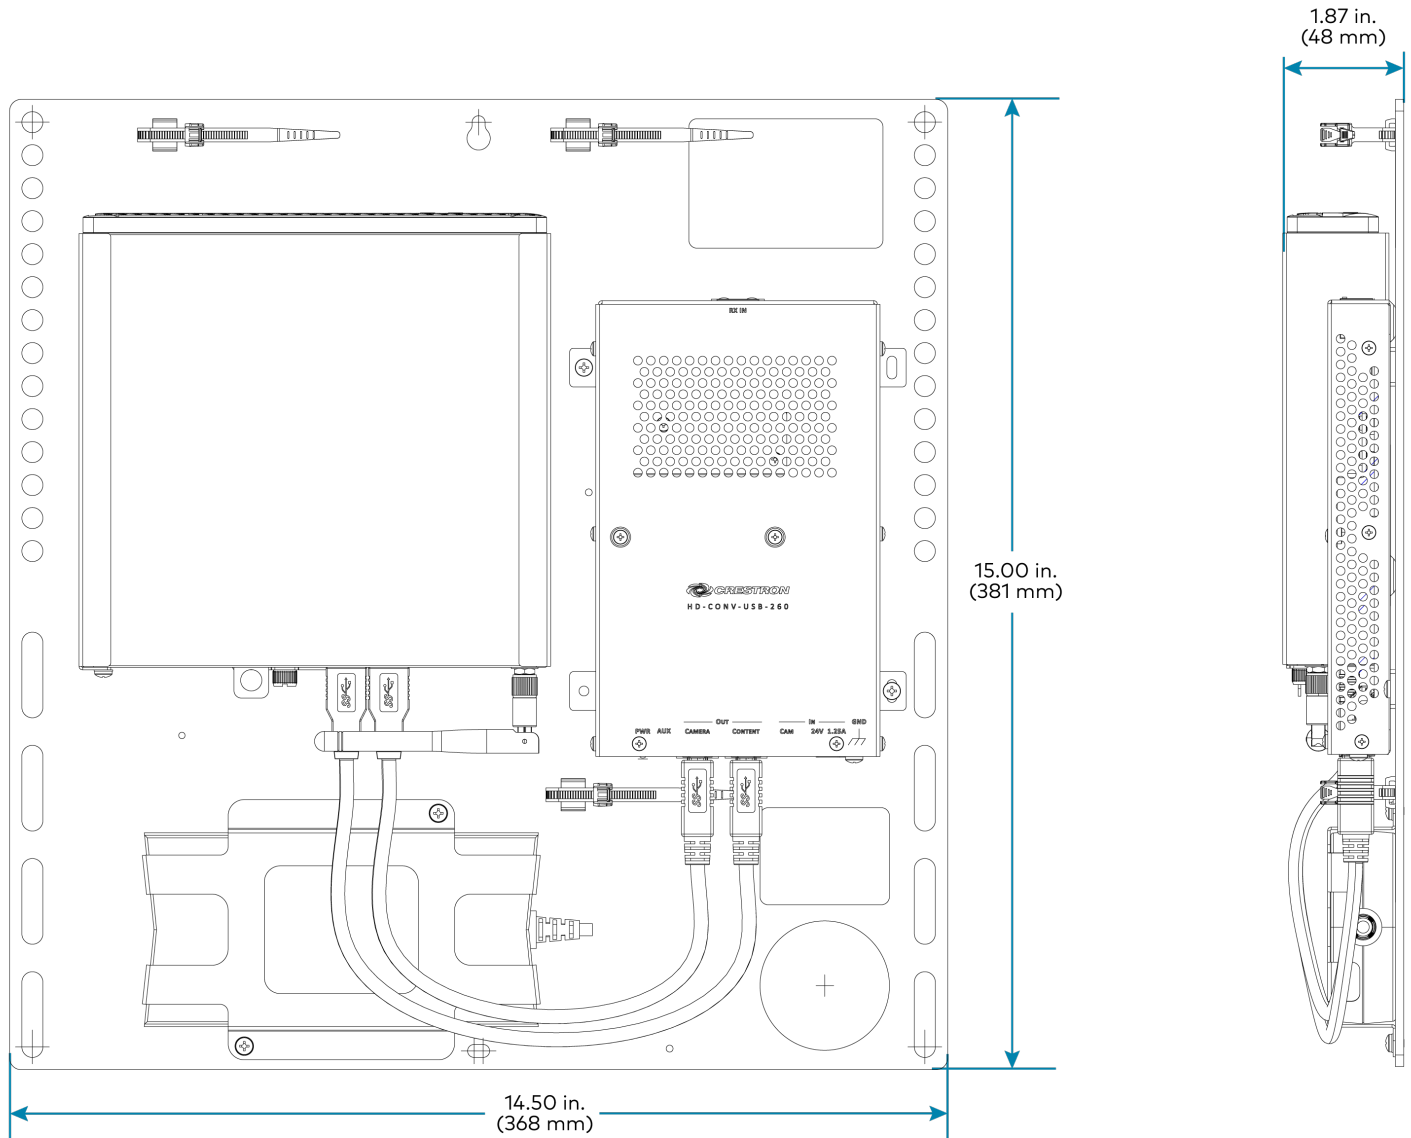 1.87 in.
(48 mm)
RX IN
15.00 in.
(381 mm)
CRESTRON
HD-CONV-USB-260
OUT IN GND
PWR AUX CAMERA CONTENT CAM 24V 1.25A
14.50 in.
(368 mm)